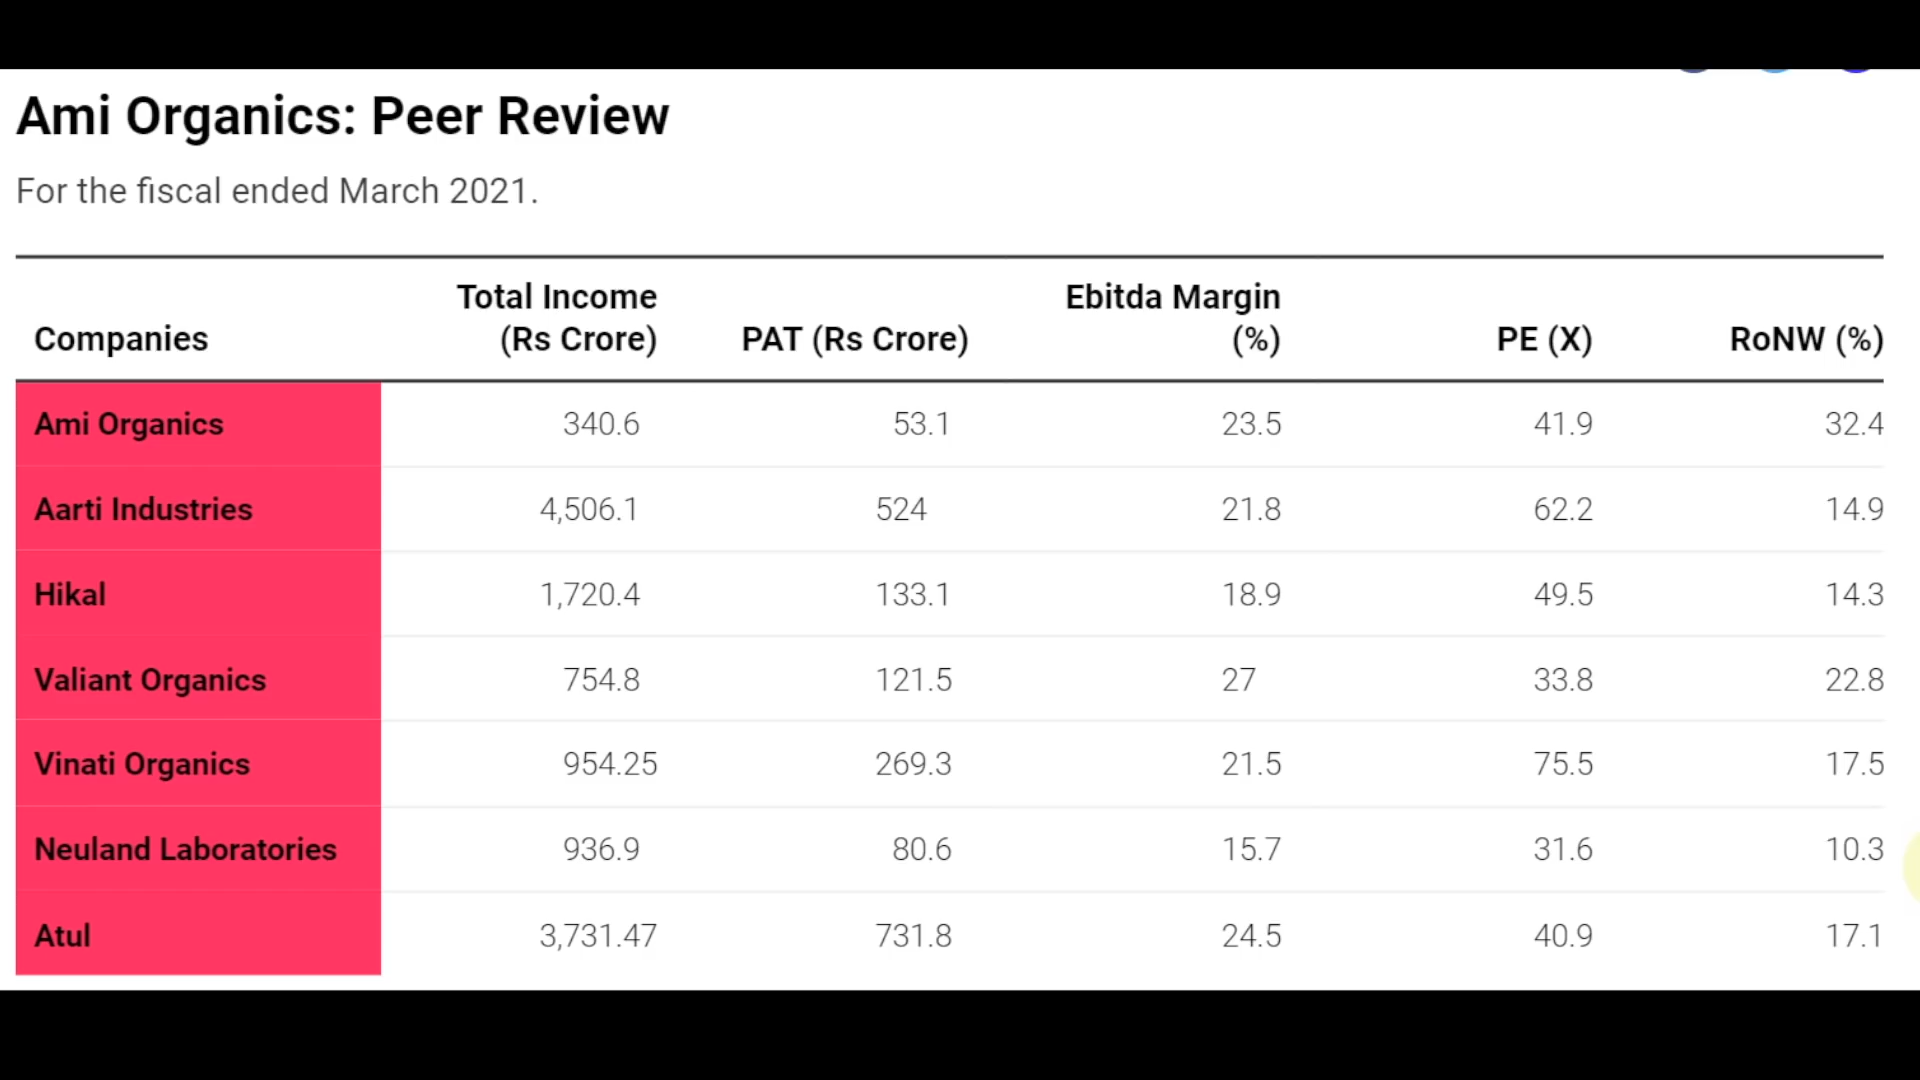 Ami Organics: Peer Review
For the fiscal ended March 2021.
Companies Total Income (Rs Crore) PAT (Rs Crore) Ebitda Margin (%) PE (X) RoNW (%)
Ami Organics 340.6 53.1 23.5 41.9 32.4
Aarti Industries 4,506.1 524 21.8 62.2 14.9
Hikal 1,720.4 133.1 18.9 49.5 14.3
Valiant Organics 754.8 121.5 27 33.8 22.8
Vinati Organics 954.25 269.3 21.5 75.5 17.5
Neuland Laboratories 936.9 80.6 15.7 31.6 10.3
Atul 3,731.47 731.8 24.5 40.9 17.1